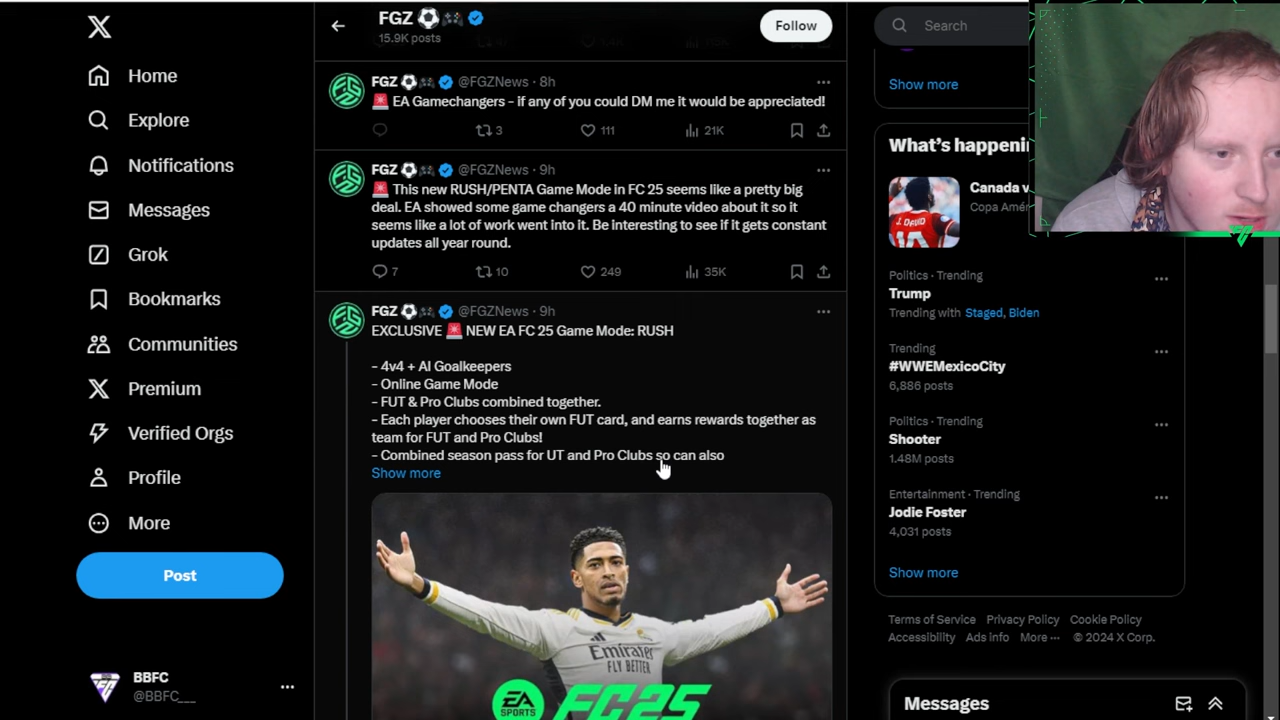 Home
Explore
Notifications
Messages
Grok
Bookmarks
Communities
Premium
Verified Orgs
Profile
More
Post
BBFC
@BBFC___
FGZ
15.9K posts
Follow
FGZ @FGZNews · 8h
EA Gamechangers - if any of you could DM me it would be appreciated!
3 111 21K
FGZ @FGZNews · 9h
This new RUSH/PENTA Game Mode in FC 25 seems like a pretty big
deal. EA showed some game changers a 40 minute video about it so it
seems like a lot of work went into it. Be interesting to see if it gets constant
updates all year round.
7 10 249 35K
FGZ @FGZNews · 9h
EXCLUSIVE NEW EA FC 25 Game Mode: RUSH
- 4v4 + AI Goalkeepers
- Online Game Mode
- FUT & Pro Clubs combined together.
- Each player chooses their own FUT card, and earns rewards together as
team for FUT and Pro Clubs!
- Combined season pass for UT and Pro Clubs so can also
Show more
Emirates
FLY BETTER
EA
SPORTS
FC25
Search
Show more
What's happeni
Canada v
Copa Amér
Politics · Trending
Trump
Trending with Staged, Biden
Trending
#WWEMexicoCity
6,886 posts
Politics · Trending
Shooter
1.48M posts
Entertainment · Trending
Jodie Foster
4,031 posts
Show more
Terms of Service Privacy Policy Cookie Policy
Accessibility Ads info More ··· © 2024 X Corp.
Messages